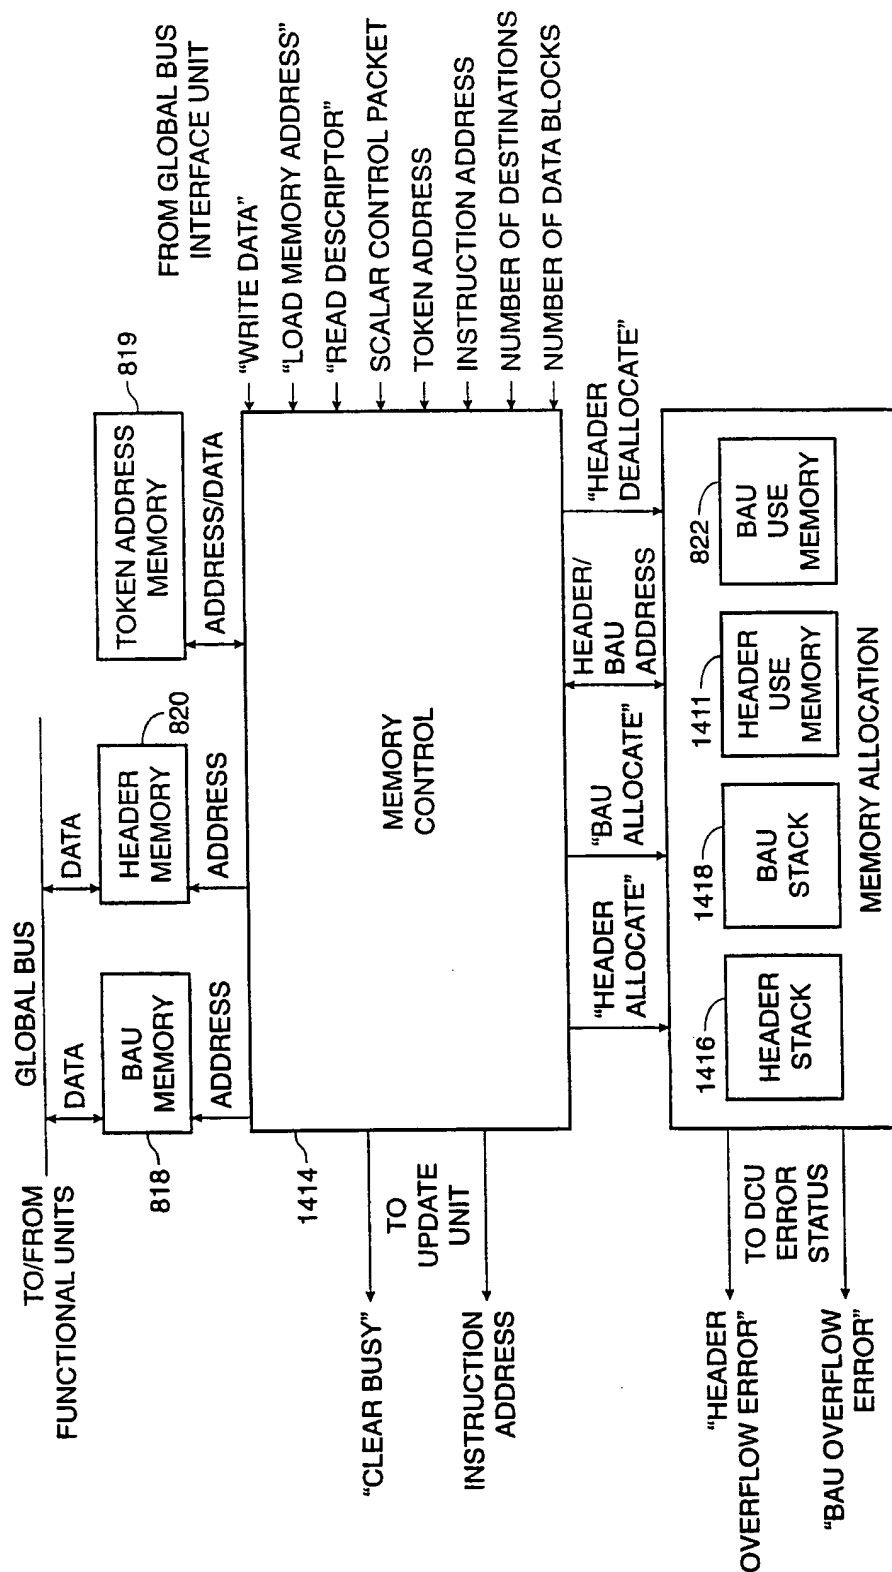 TO/FROM
FUNCTIONAL UNITS
GLOBAL BUS
DATA
DATA
BAU
MEMORY
818
HEADER
MEMORY
820
TOKEN ADDRESS
MEMORY
819
FROM GLOBAL BUS
INTERFACE UNIT
ADDRESS
ADDRESS
ADDRESS/DATA
"WRITE DATA"
"LOAD MEMORY ADDRESS"
"READ DESCRIPTOR"
SCALAR CONTROL PACKET
TOKEN ADDRESS
INSTRUCTION ADDRESS
NUMBER OF DESTINATIONS
NUMBER OF DATA BLOCKS
1414
MEMORY
CONTROL
"CLEAR BUSY"
TO
UPDATE
UNIT
INSTRUCTION
ADDRESS
"HEADER
ALLOCATE"
"BAU
ALLOCATE"
HEADER/
BAU
ADDRESS
"HEADER
DEALLOCATE"
1416
HEADER
STACK
1418
BAU
STACK
1411
HEADER
USE
MEMORY
822
BAU
USE
MEMORY
MEMORY ALLOCATION
"HEADER
OVERFLOW ERROR"
TO DCU
ERROR
STATUS
"BAU OVERFLOW
ERROR"